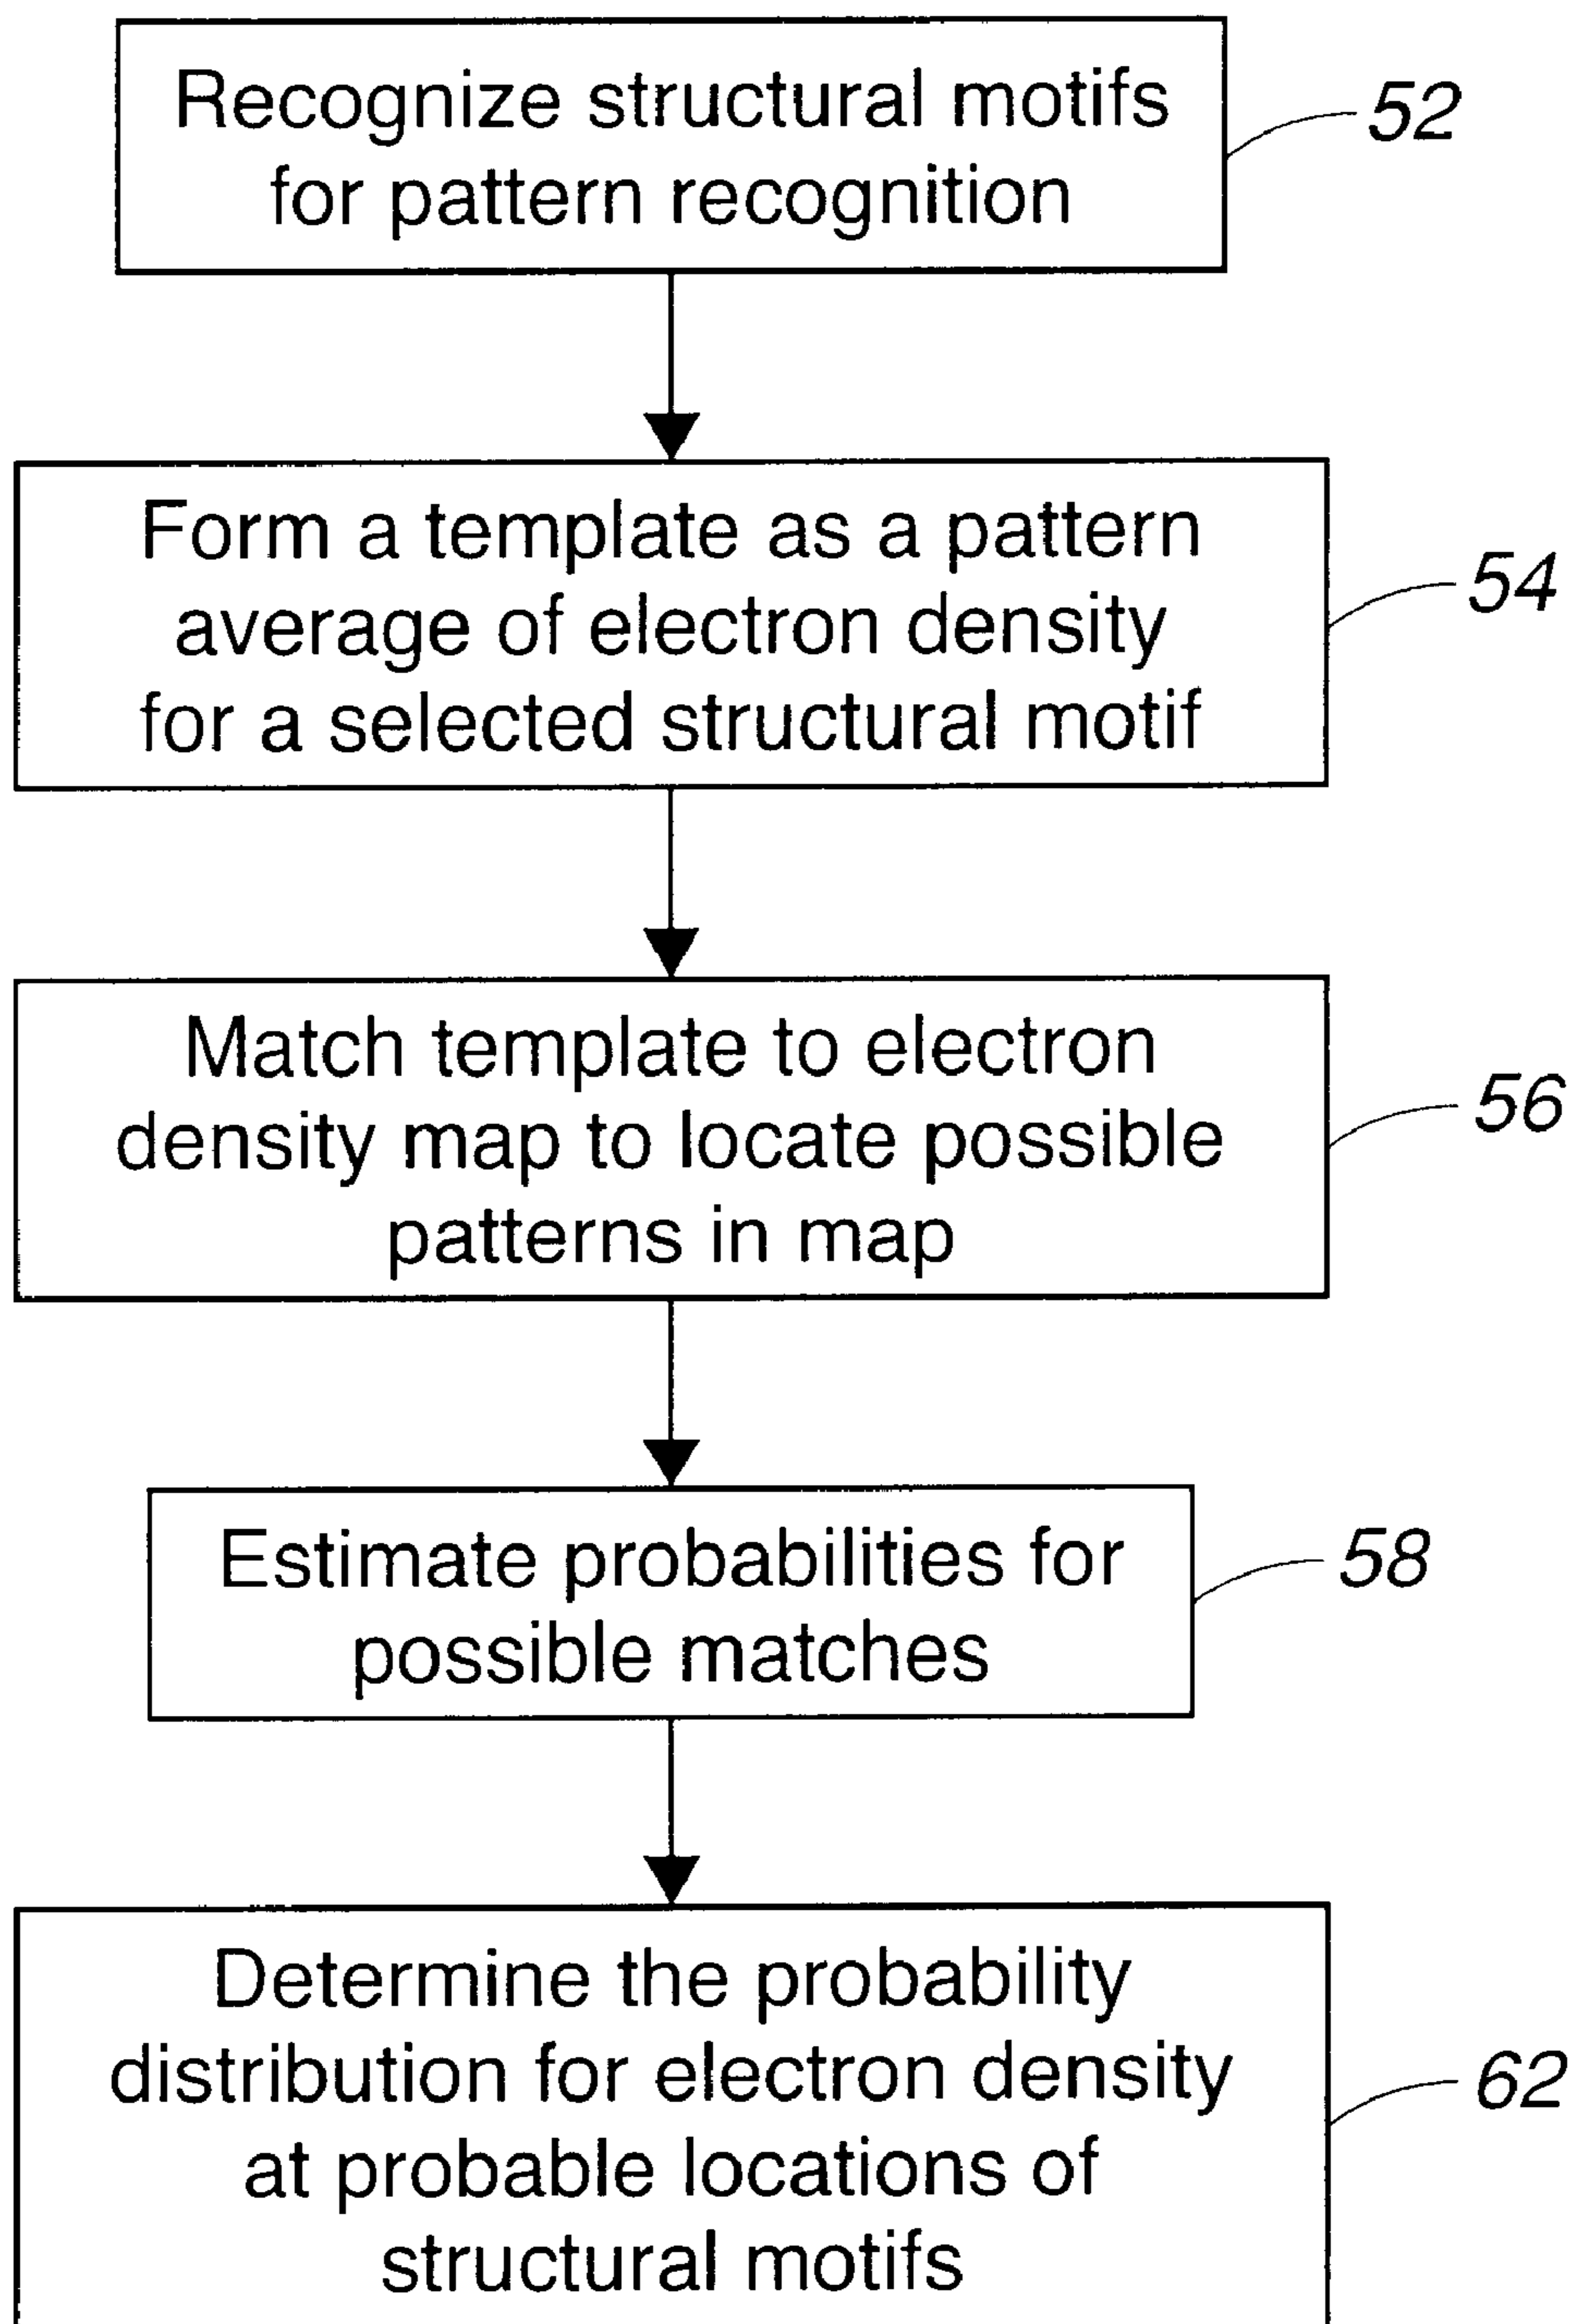 Recognize structural motifs
for pattern recognition
52
Form a template as a pattern
average of electron density
for a selected structural motif
54
Match template to electron
density map to locate possible
patterns in map
56
Estimate probabilities for
possible matches
58
Determine the probability
distribution for electron density
at probable locations of
structural motifs
62